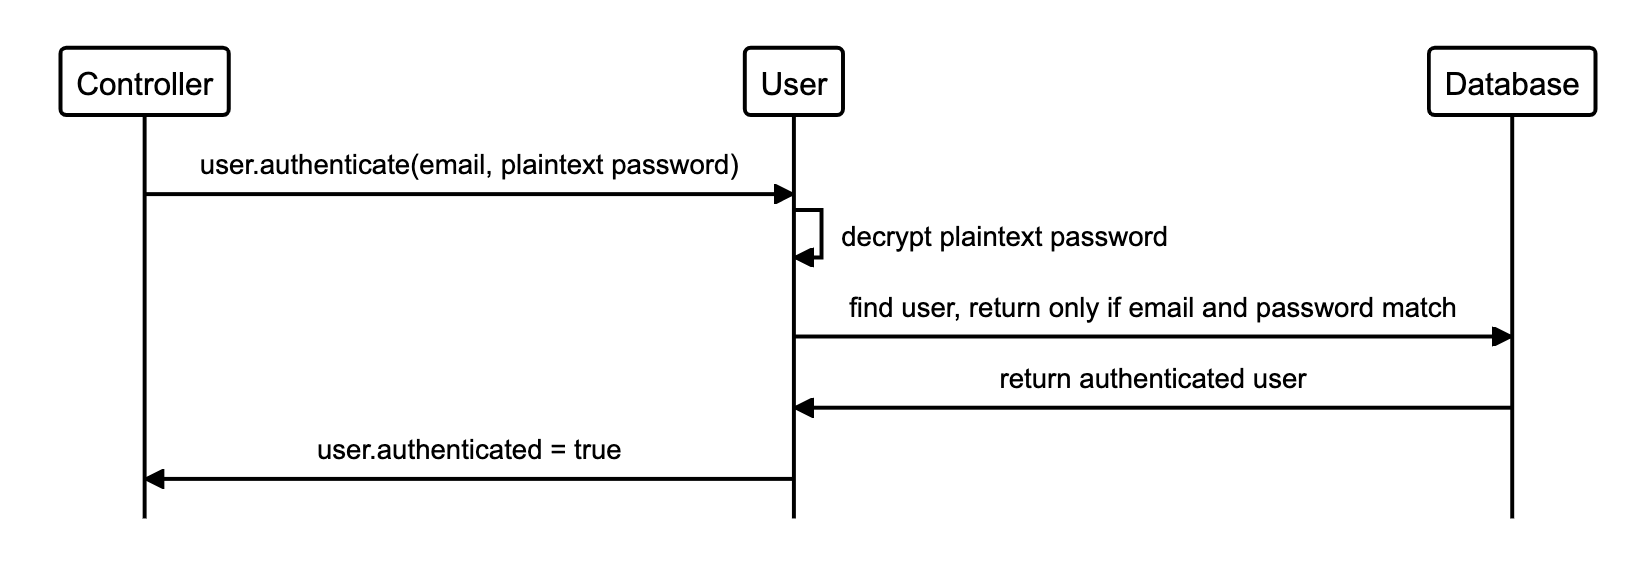 Controller
User
Database
user.authenticate(email, plaintext password)
decrypt plaintext password
find user, return only if email and password match
return authenticated user
user.authenticated = true